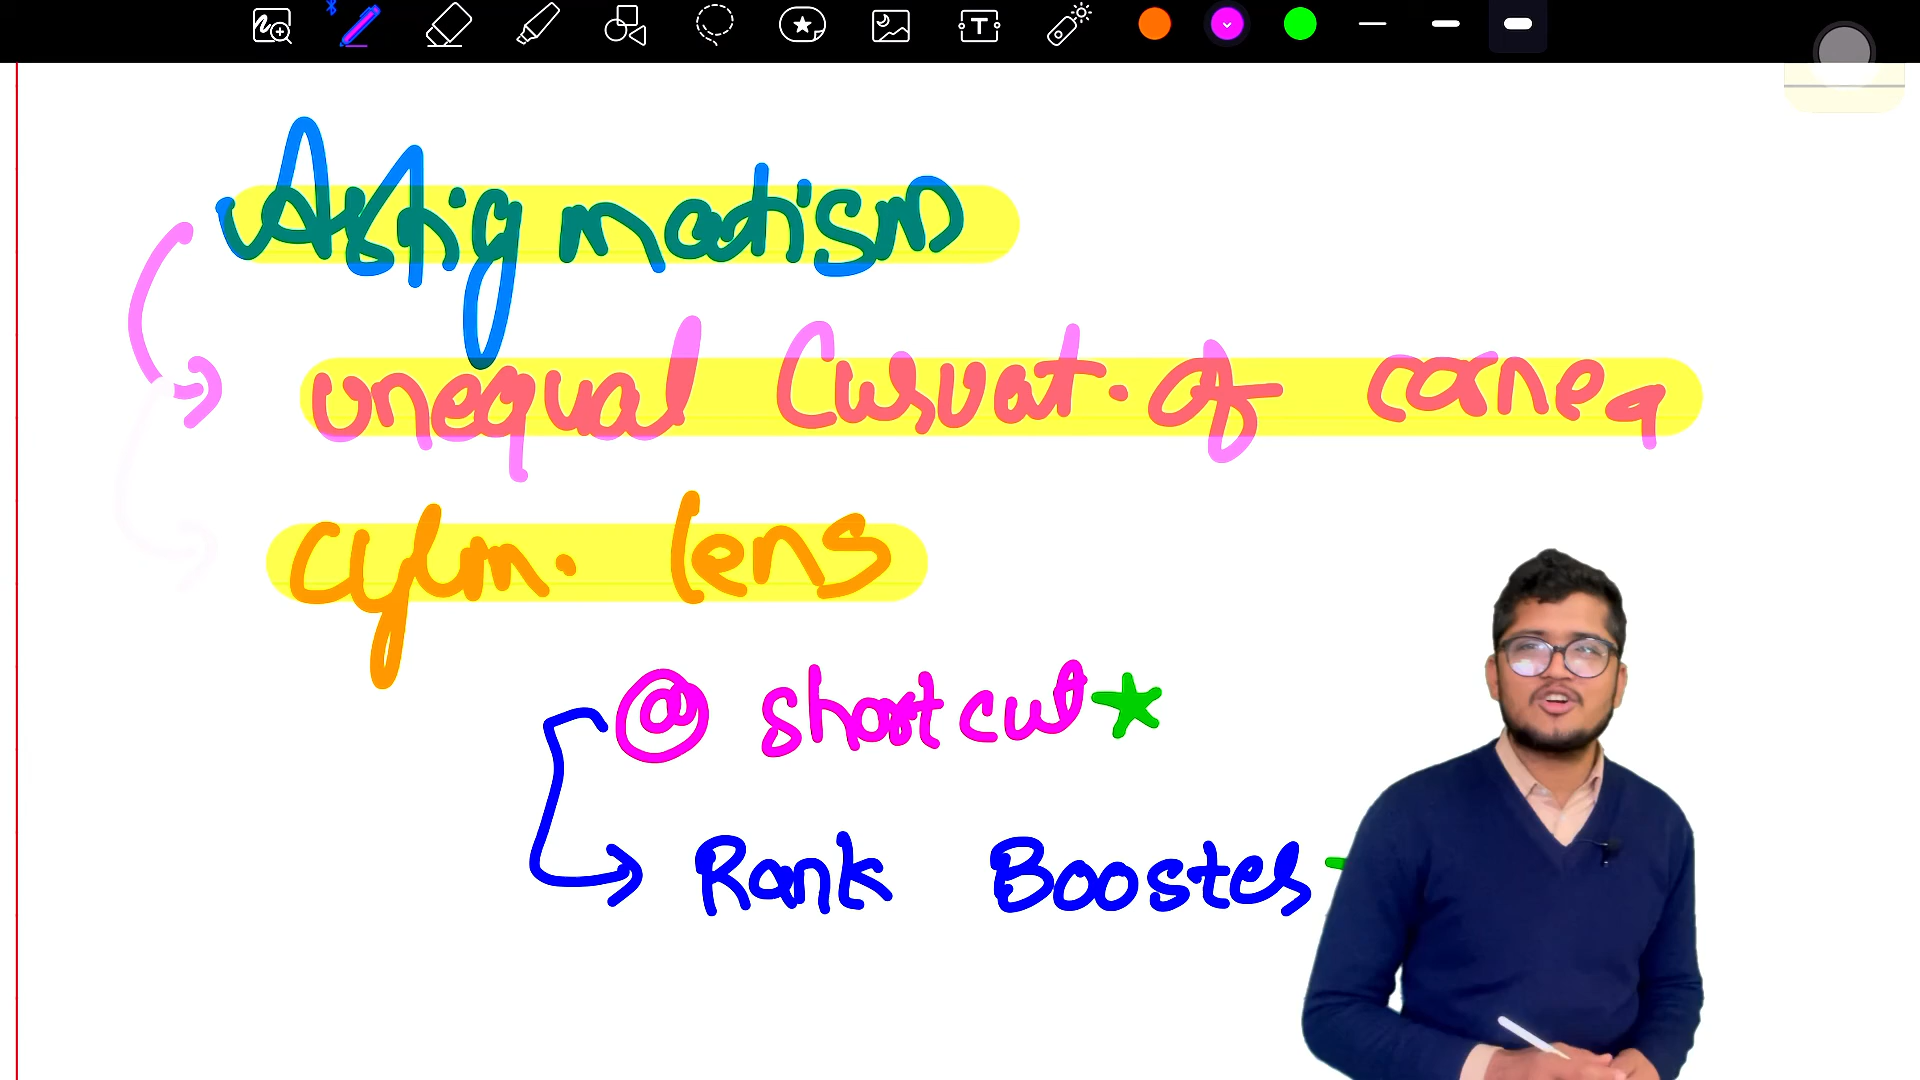 Astigmatism
unequal Curvat. of cornea
cylin. lens
@ shortcut
Rank Booster